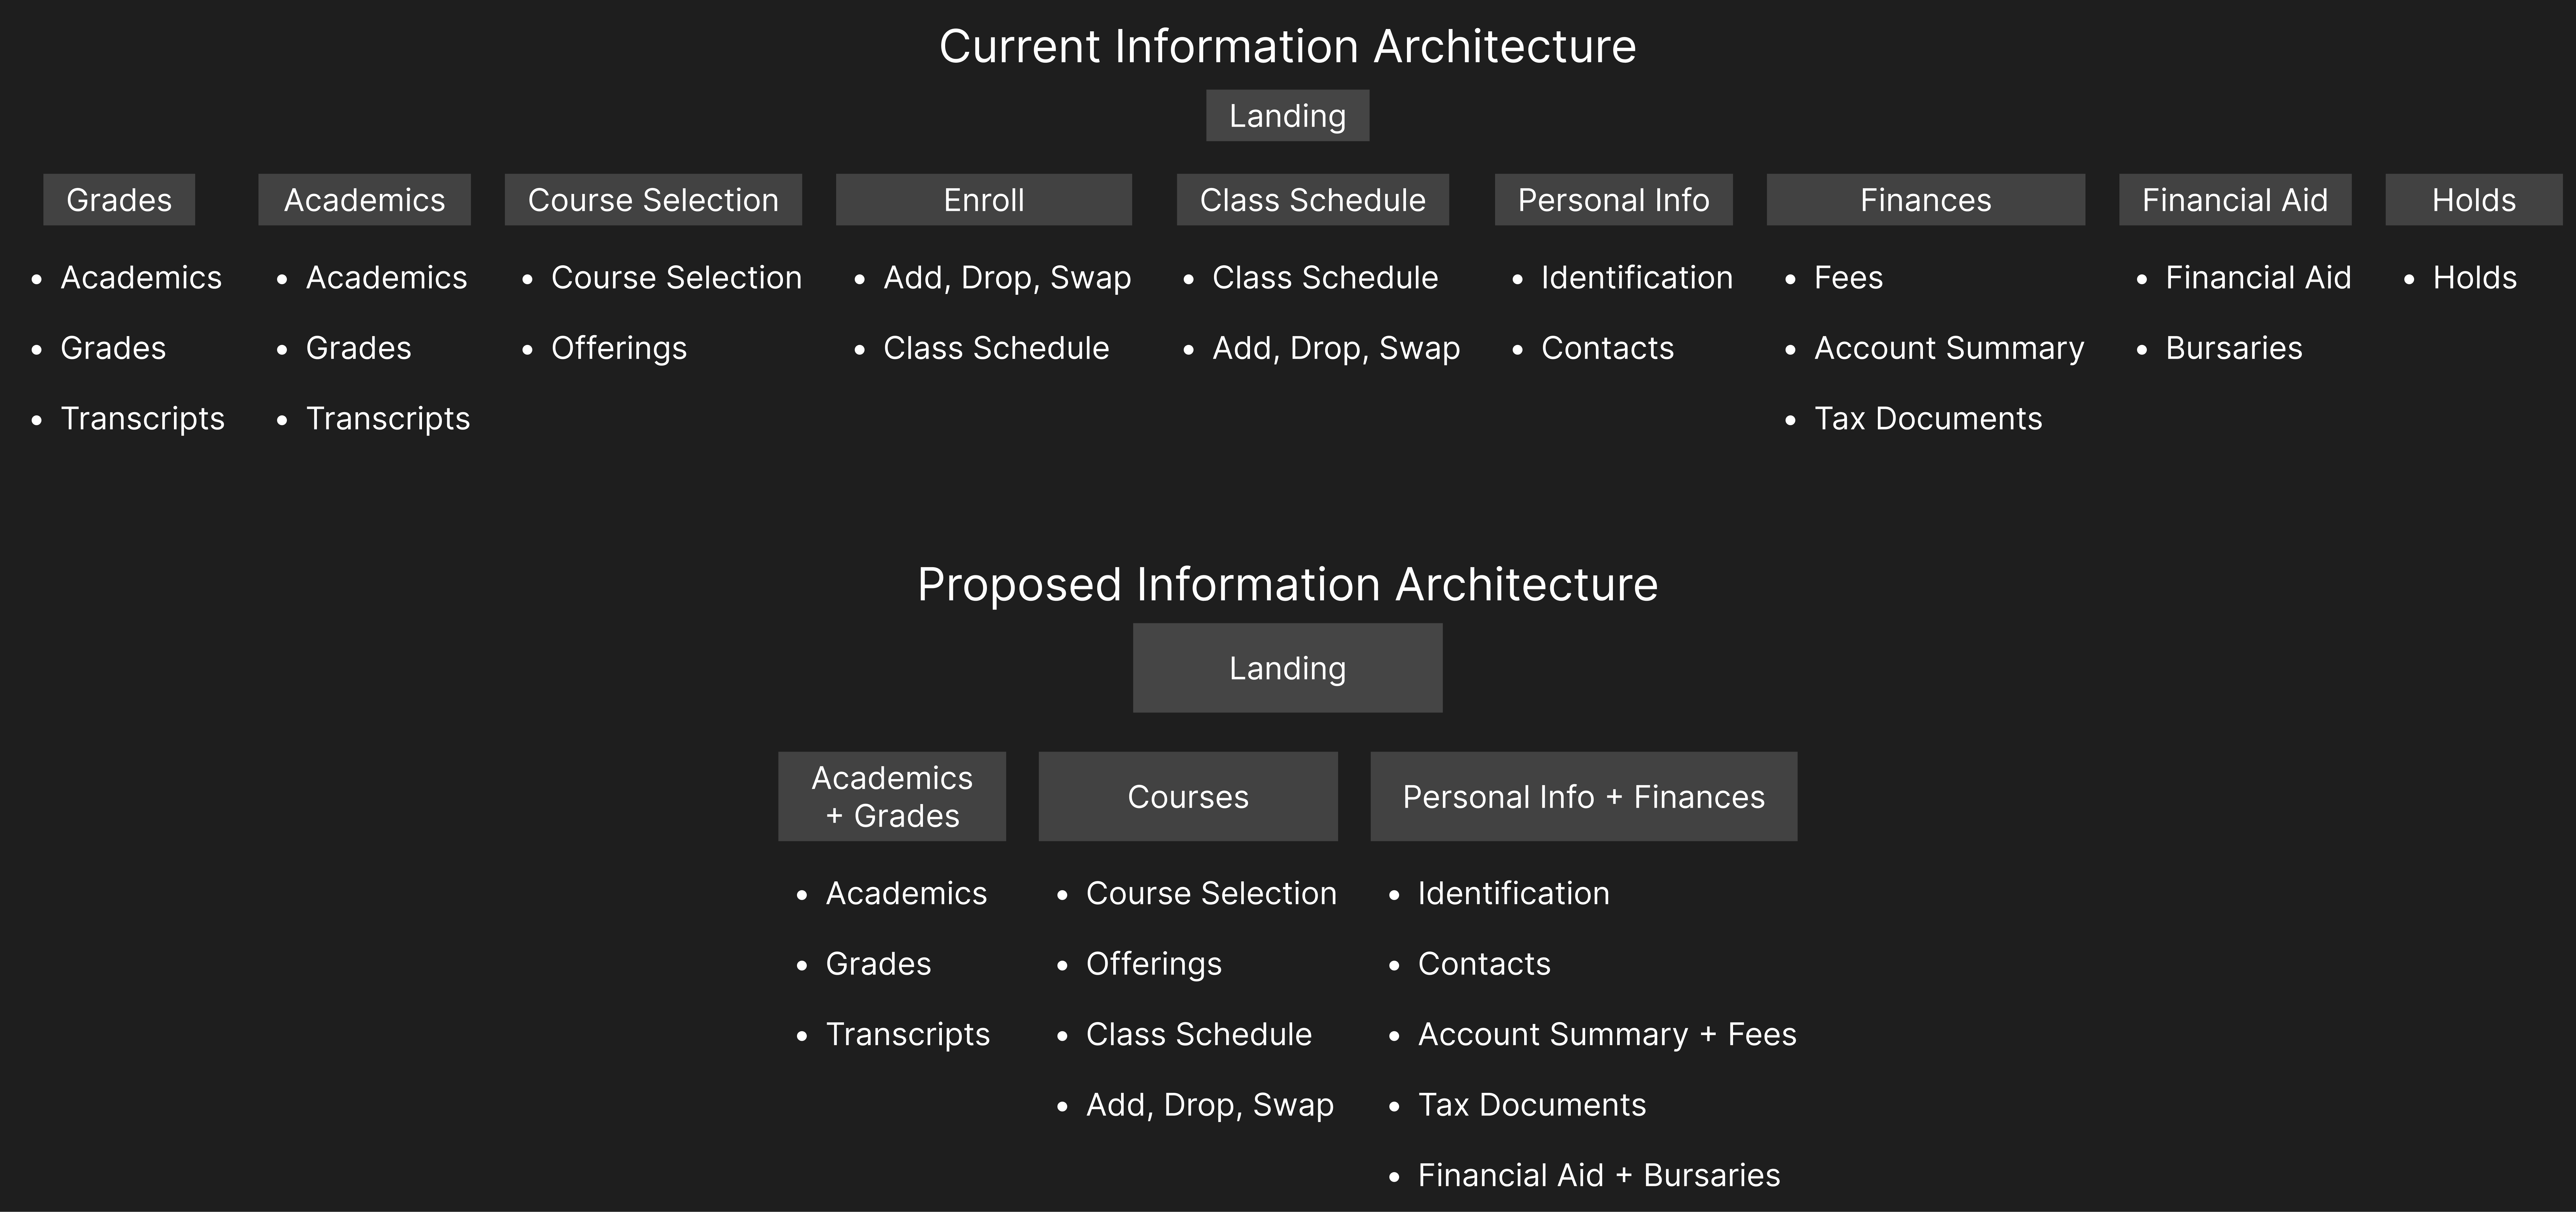 Current Information Architecture
Landing
Grades
• Academics
• Grades
• Transcripts
Academics
• Academics
• Grades
• Transcripts
Course Selection
• Course Selection
• Offerings
Enroll
• Add, Drop, Swap
• Class Schedule
Class Schedule
• Class Schedule
• Add, Drop, Swap
Personal Info
• Identification
• Contacts
Finances
• Fees
• Account Summary
• Tax Documents
Financial Aid
• Financial Aid
• Bursaries
Holds
• Holds
Proposed Information Architecture
Landing
Academics
+ Grades
• Academics
• Grades
• Transcripts
Courses
• Course Selection
• Offerings
• Class Schedule
• Add, Drop, Swap
Personal Info + Finances
• Identification
• Contacts
• Account Summary + Fees
• Tax Documents
• Financial Aid + Bursaries